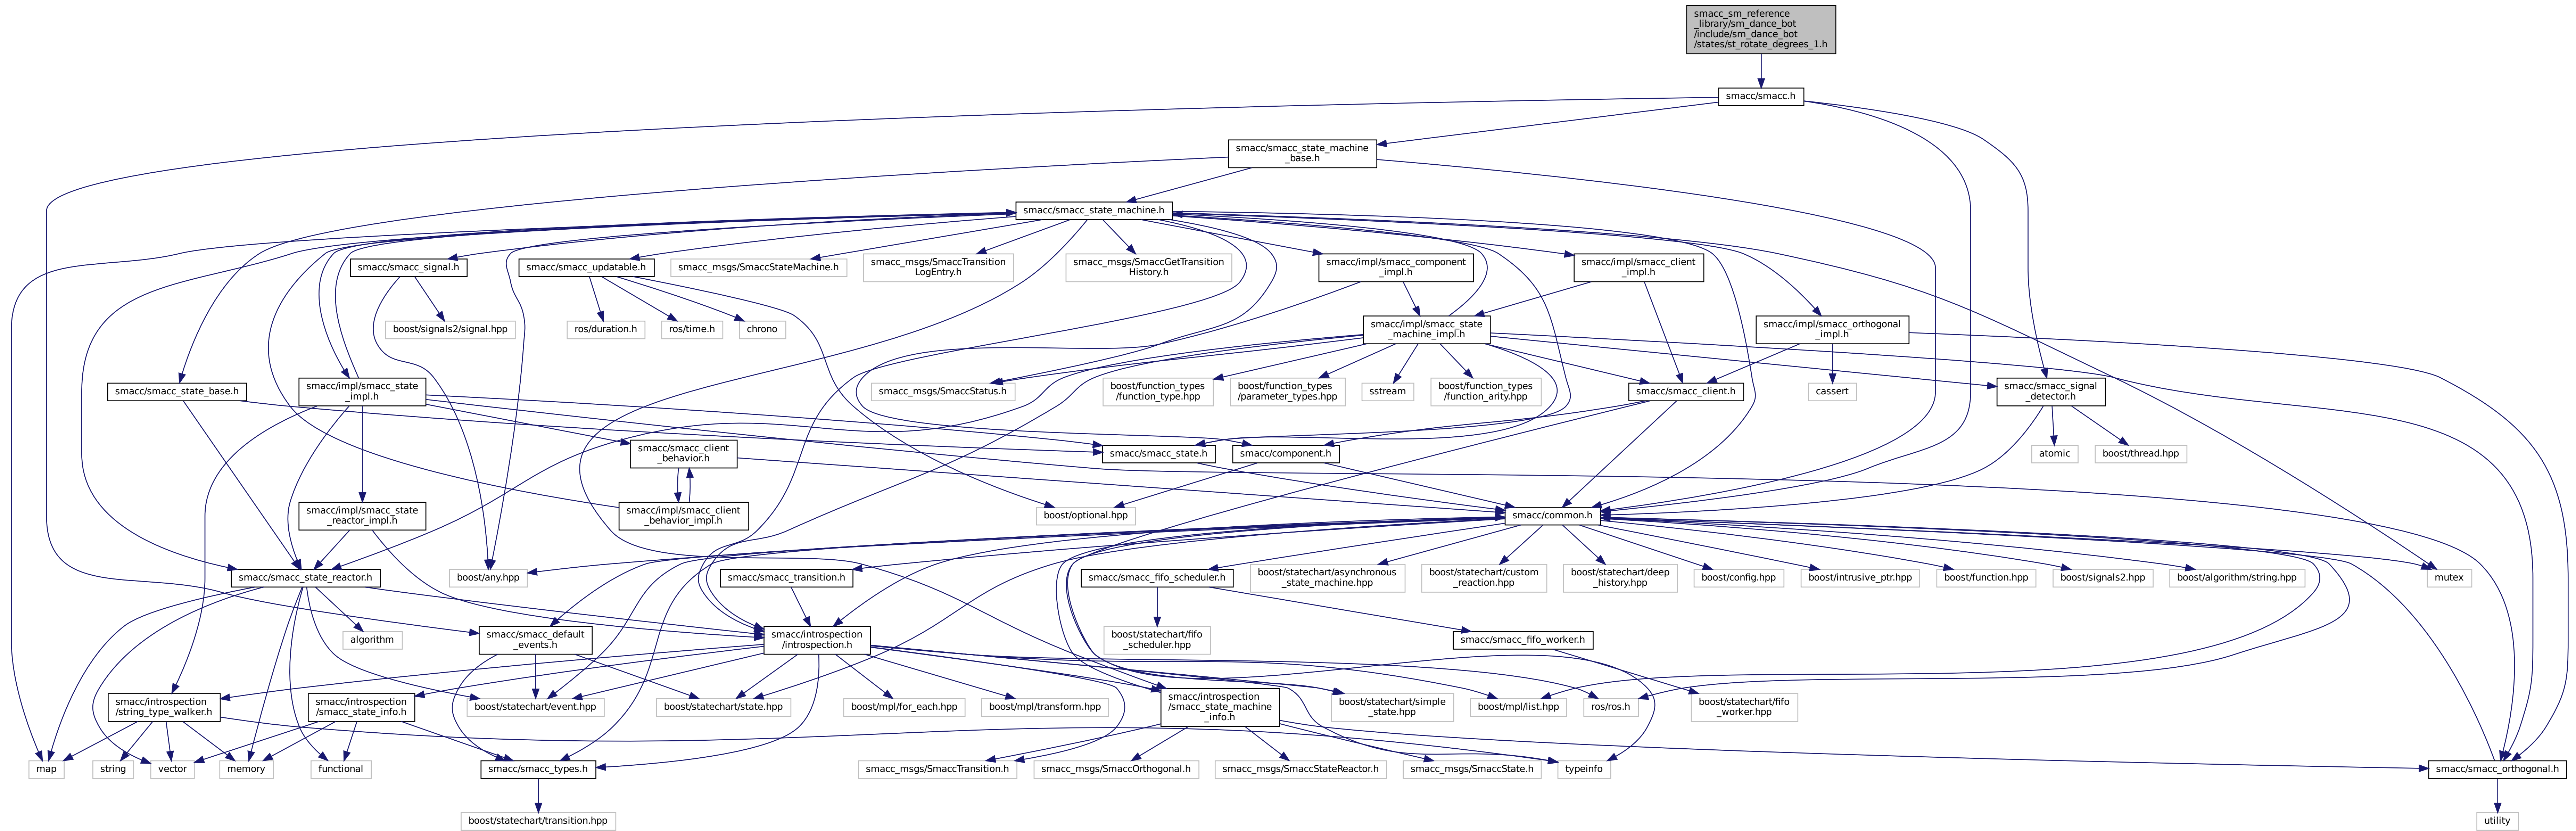 smacc_sm_reference
_library/sm_dance_bot
/include/sm_dance_bot
/states/st_rotate_degrees_1.h
smacc/smacc.h
smacc/smacc_state_machine
_base.h
smacc/smacc_state_machine.h
smacc/smacc_signal.h
smacc/smacc_updatable.h
smacc_msgs/SmaccStateMachine.h
smacc_msgs/SmaccTransition
LogEntry.h
smacc_msgs/SmaccGetTransition
History.h
smacc/impl/smacc_component
_impl.h
smacc/impl/smacc_client
_impl.h
boost/signals2/signal.hpp
ros/duration.h
ros/time.h
chrono
smacc/impl/smacc_state
_machine_impl.h
smacc/impl/smacc_orthogonal
_impl.h
smacc/smacc_state_base.h
smacc/impl/smacc_state
_impl.h
smacc_msgs/SmaccStatus.h
boost/function_types
/function_type.hpp
boost/function_types
/parameter_types.hpp
sstream
boost/function_types
/function_arity.hpp
smacc/smacc_client.h
cassert
smacc/smacc_signal
_detector.h
smacc/smacc_client
_behavior.h
smacc/smacc_state.h
smacc/component.h
atomic
boost/thread.hpp
smacc/impl/smacc_state
_reactor_impl.h
smacc/impl/smacc_client
_behavior_impl.h
boost/optional.hpp
smacc/common.h
smacc/smacc_state_reactor.h
boost/any.hpp
smacc/smacc_transition.h
smacc/smacc_fifo_scheduler.h
boost/statechart/asynchronous
_state_machine.hpp
boost/statechart/custom
_reaction.hpp
boost/statechart/deep
_history.hpp
boost/config.hpp
boost/intrusive_ptr.hpp
boost/function.hpp
boost/signals2.hpp
boost/algorithm/string.hpp
mutex
algorithm
smacc/smacc_default
_events.h
smacc/introspection
/introspection.h
boost/statechart/fifo
_scheduler.hpp
smacc/smacc_fifo_worker.h
smacc/introspection
/string_type_walker.h
smacc/introspection
/smacc_state_info.h
boost/statechart/event.hpp
boost/statechart/state.hpp
boost/mpl/for_each.hpp
boost/mpl/transform.hpp
smacc/introspection
/smacc_state_machine
_info.h
boost/statechart/simple
_state.hpp
boost/mpl/list.hpp
ros/ros.h
boost/statechart/fifo
_worker.hpp
map
string
vector
memory
functional
smacc/smacc_types.h
smacc_msgs/SmaccTransition.h
smacc_msgs/SmaccOrthogonal.h
smacc_msgs/SmaccStateReactor.h
smacc_msgs/SmaccState.h
typeinfo
smacc/smacc_orthogonal.h
boost/statechart/transition.hpp
utility